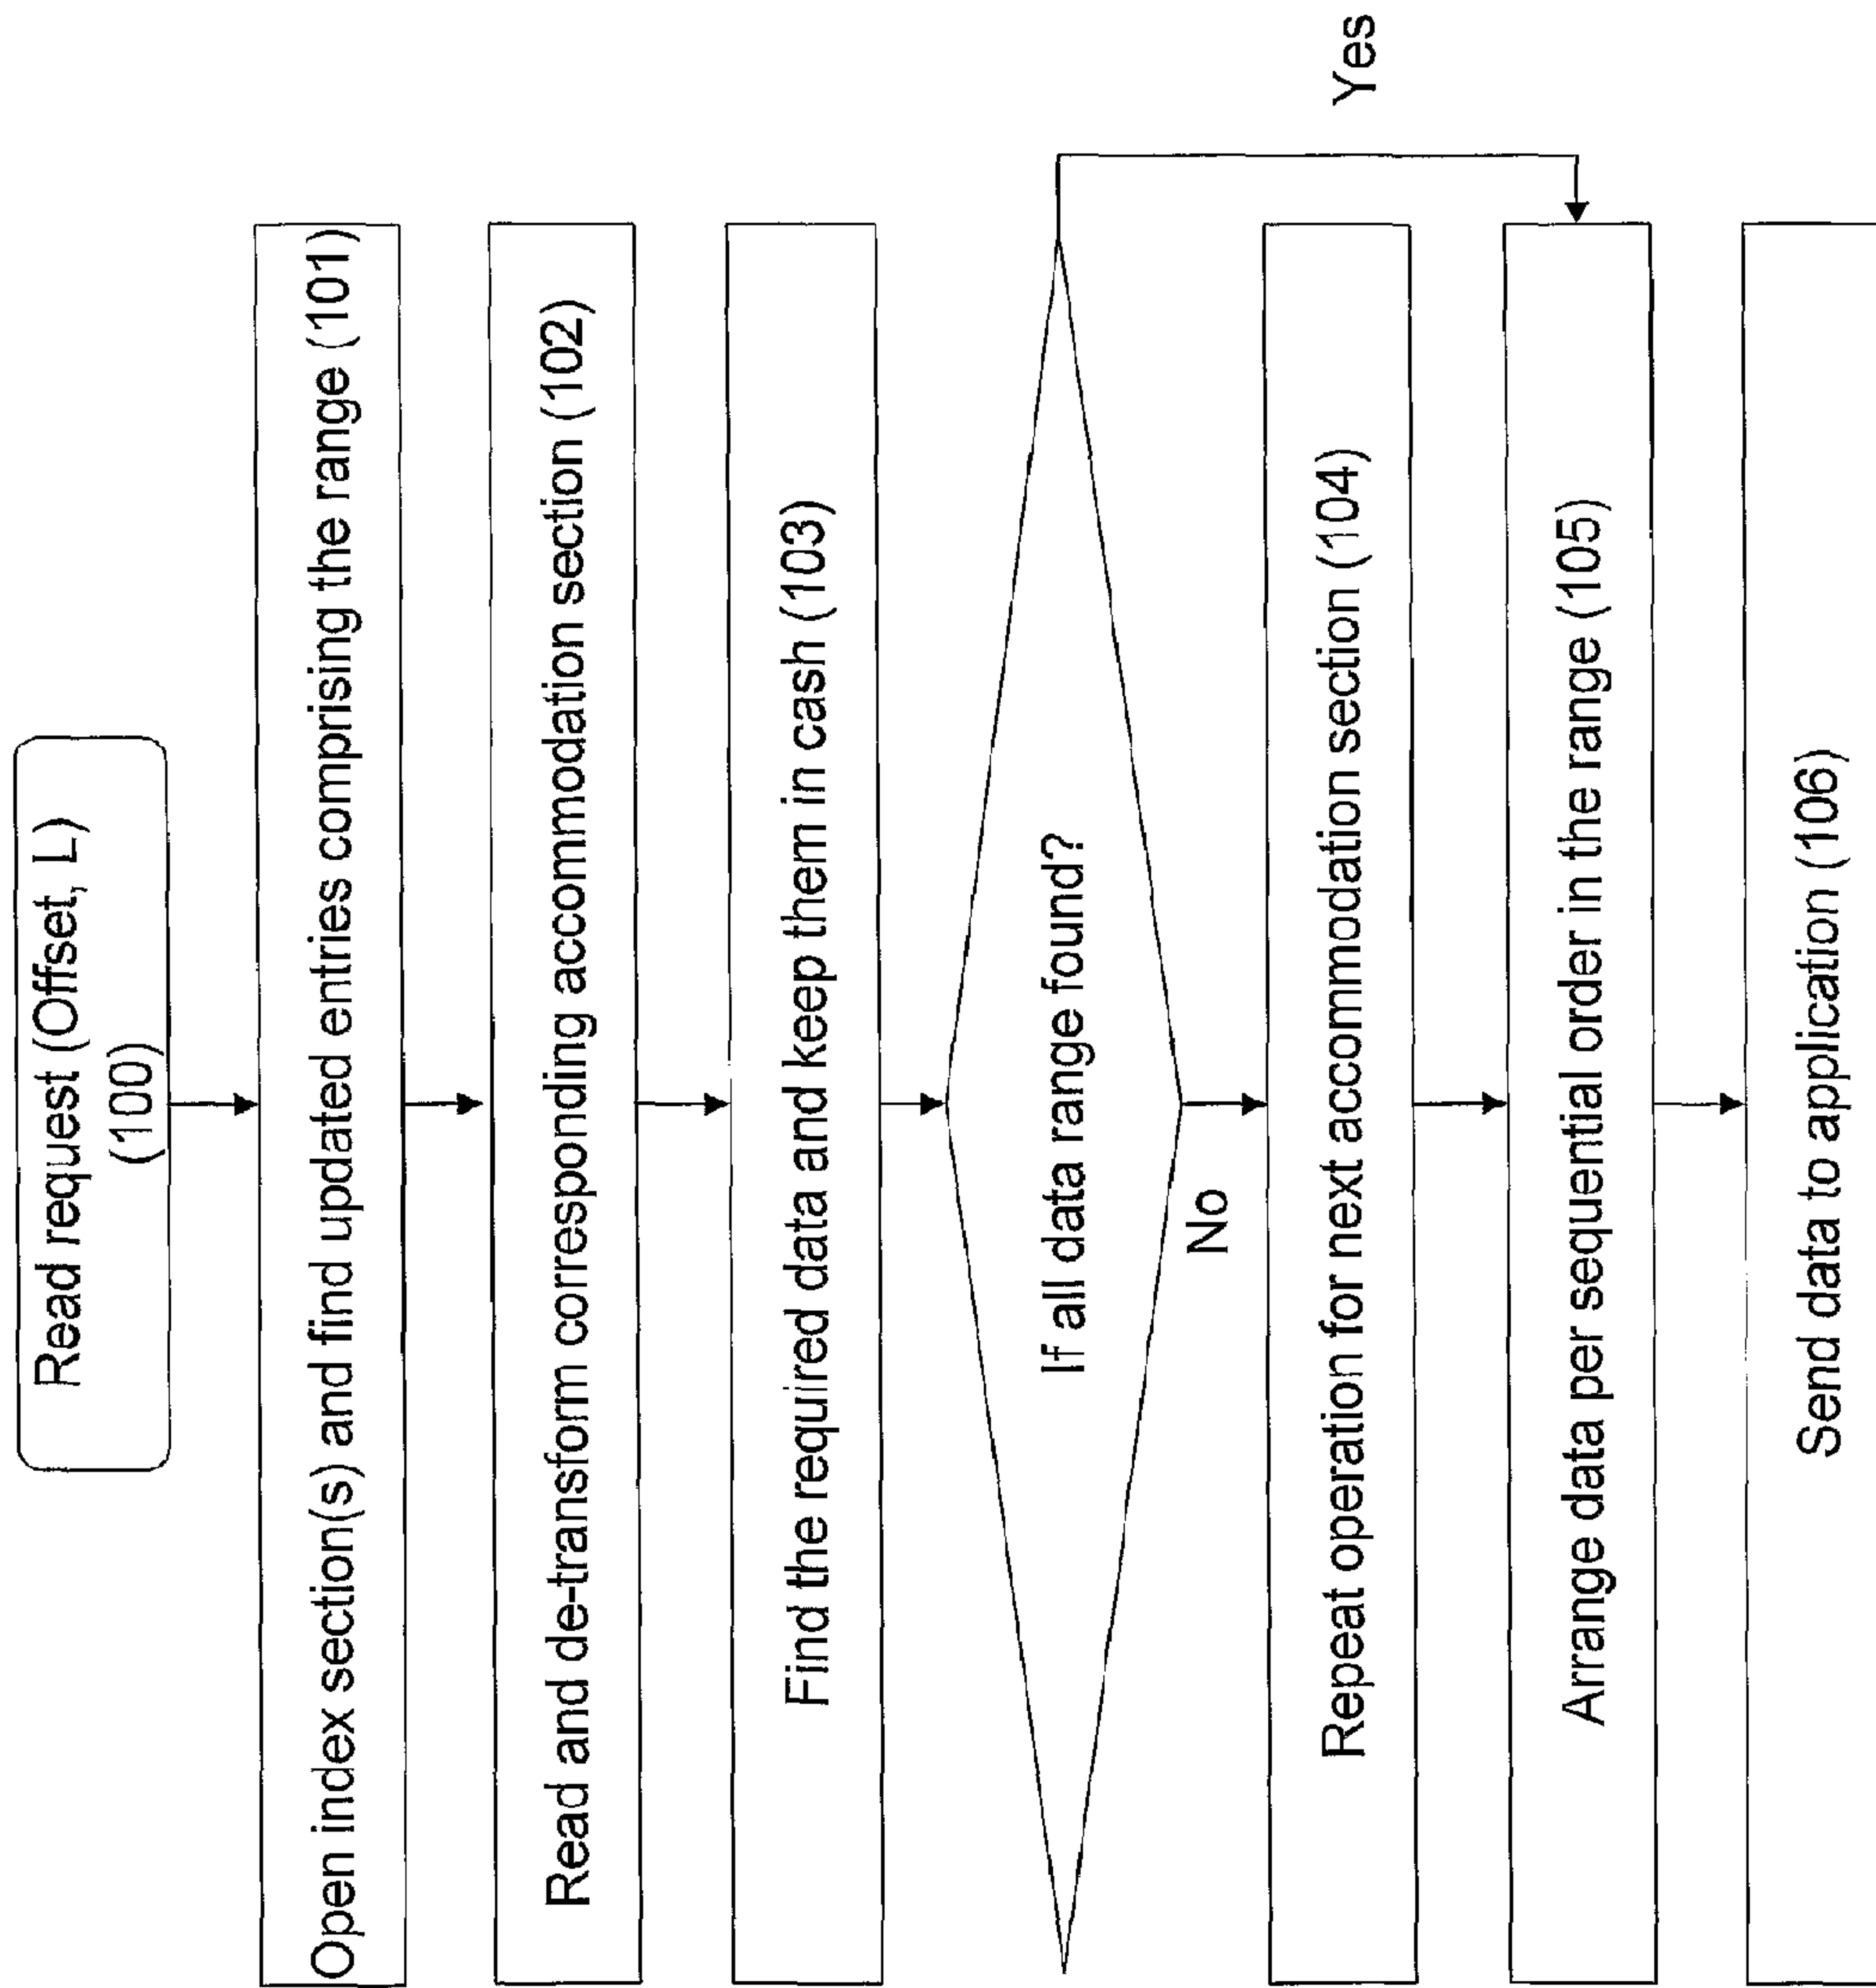 Read request (Offset, L)
(100)
Open index section(s) and find updated entries comprising the range (101)
Read and de-transform corresponding accommodation section (102)
Find the required data and keep them in cash (103)
If all data range found?
Yes
No
Repeat operation for next accommodation section (104)
Arrange data per sequential order in the range (105)
Send data to application (106)